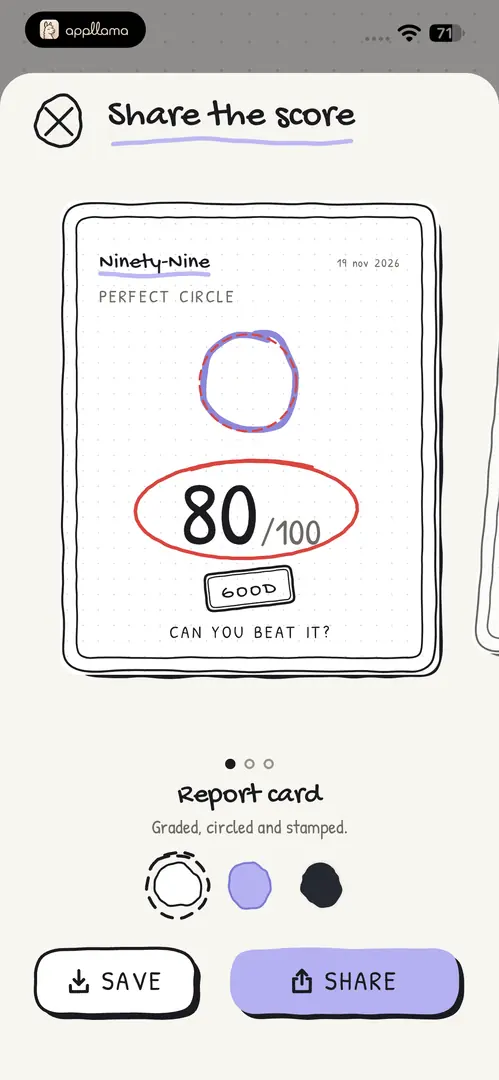 appllama
71
Share the score
Ninety-Nine
19 nov 2026
PERFECT CIRCLE
80/100
GOOD
CAN YOU BEAT IT?
Report card
Graded, circled and stamped.
SAVE
SHARE